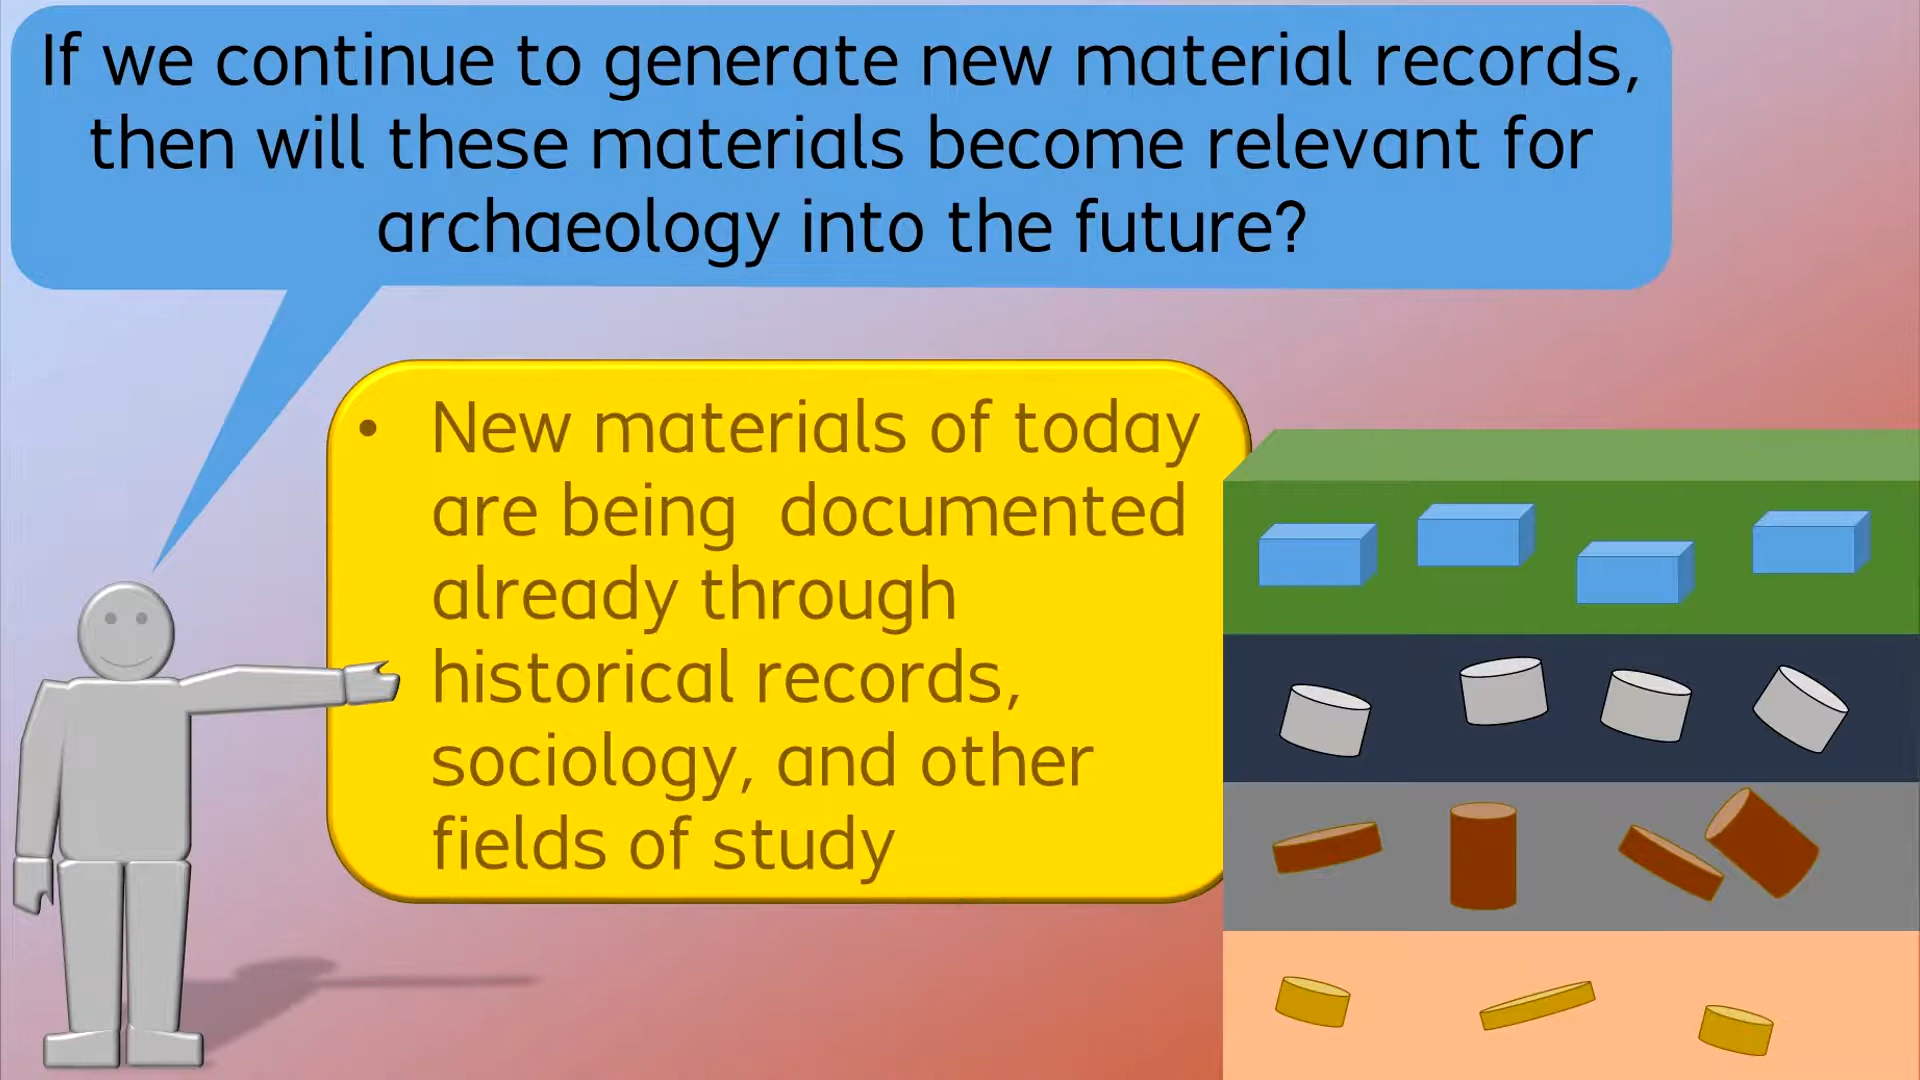 If we continue to generate new material records,
then will these materials become relevant for
archaeology into the future?
• New materials of today
are being  documented
already through
historical records,
sociology, and other
fields of study